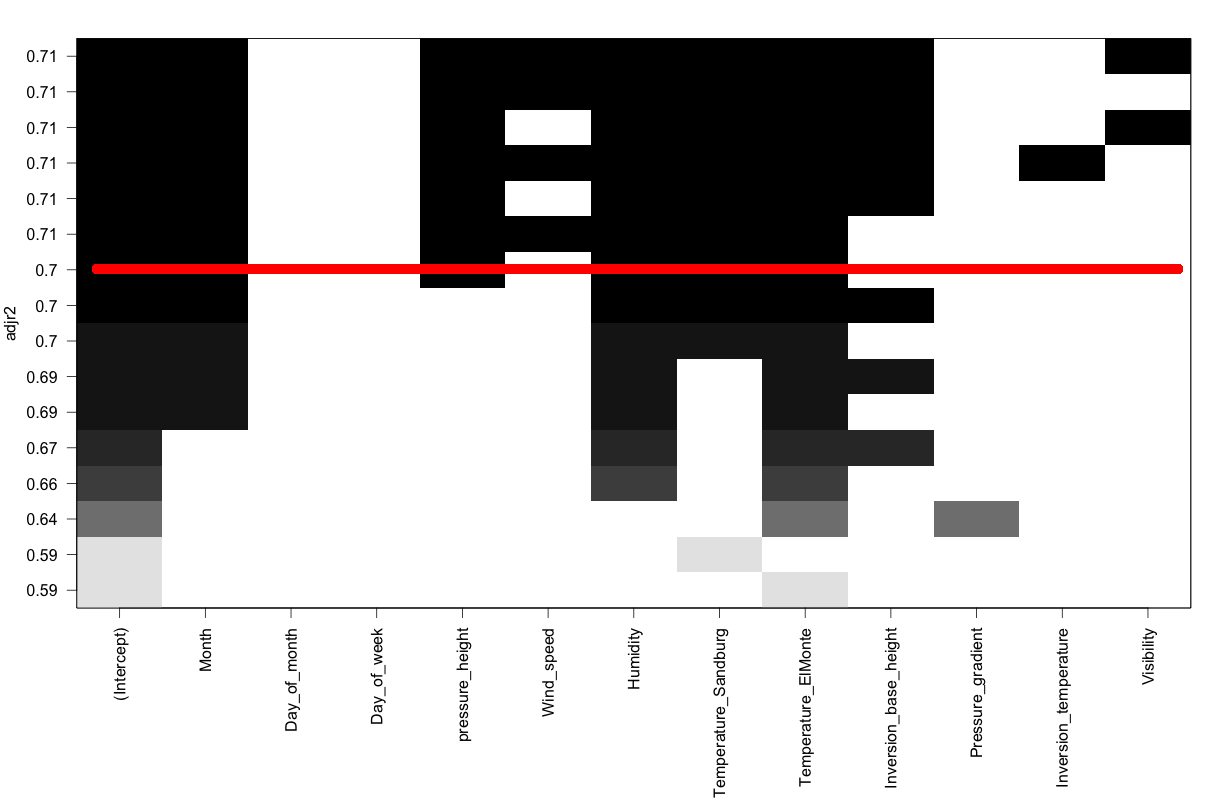 0.71
0.71
0.71
0.71
0.71
0.71
0.7
0.7
0.7
0.69
0.69
0.67
0.66
0.64
0.59
0.59
adjr2
(Intercept)
Month
Day_of_month
Day_of_week
pressure_height
Wind_speed
Humidity
Temperature_Sandburg
Temperature_ElMonte
Inversion_base_height
Pressure_gradient
Inversion_temperature
Visibility